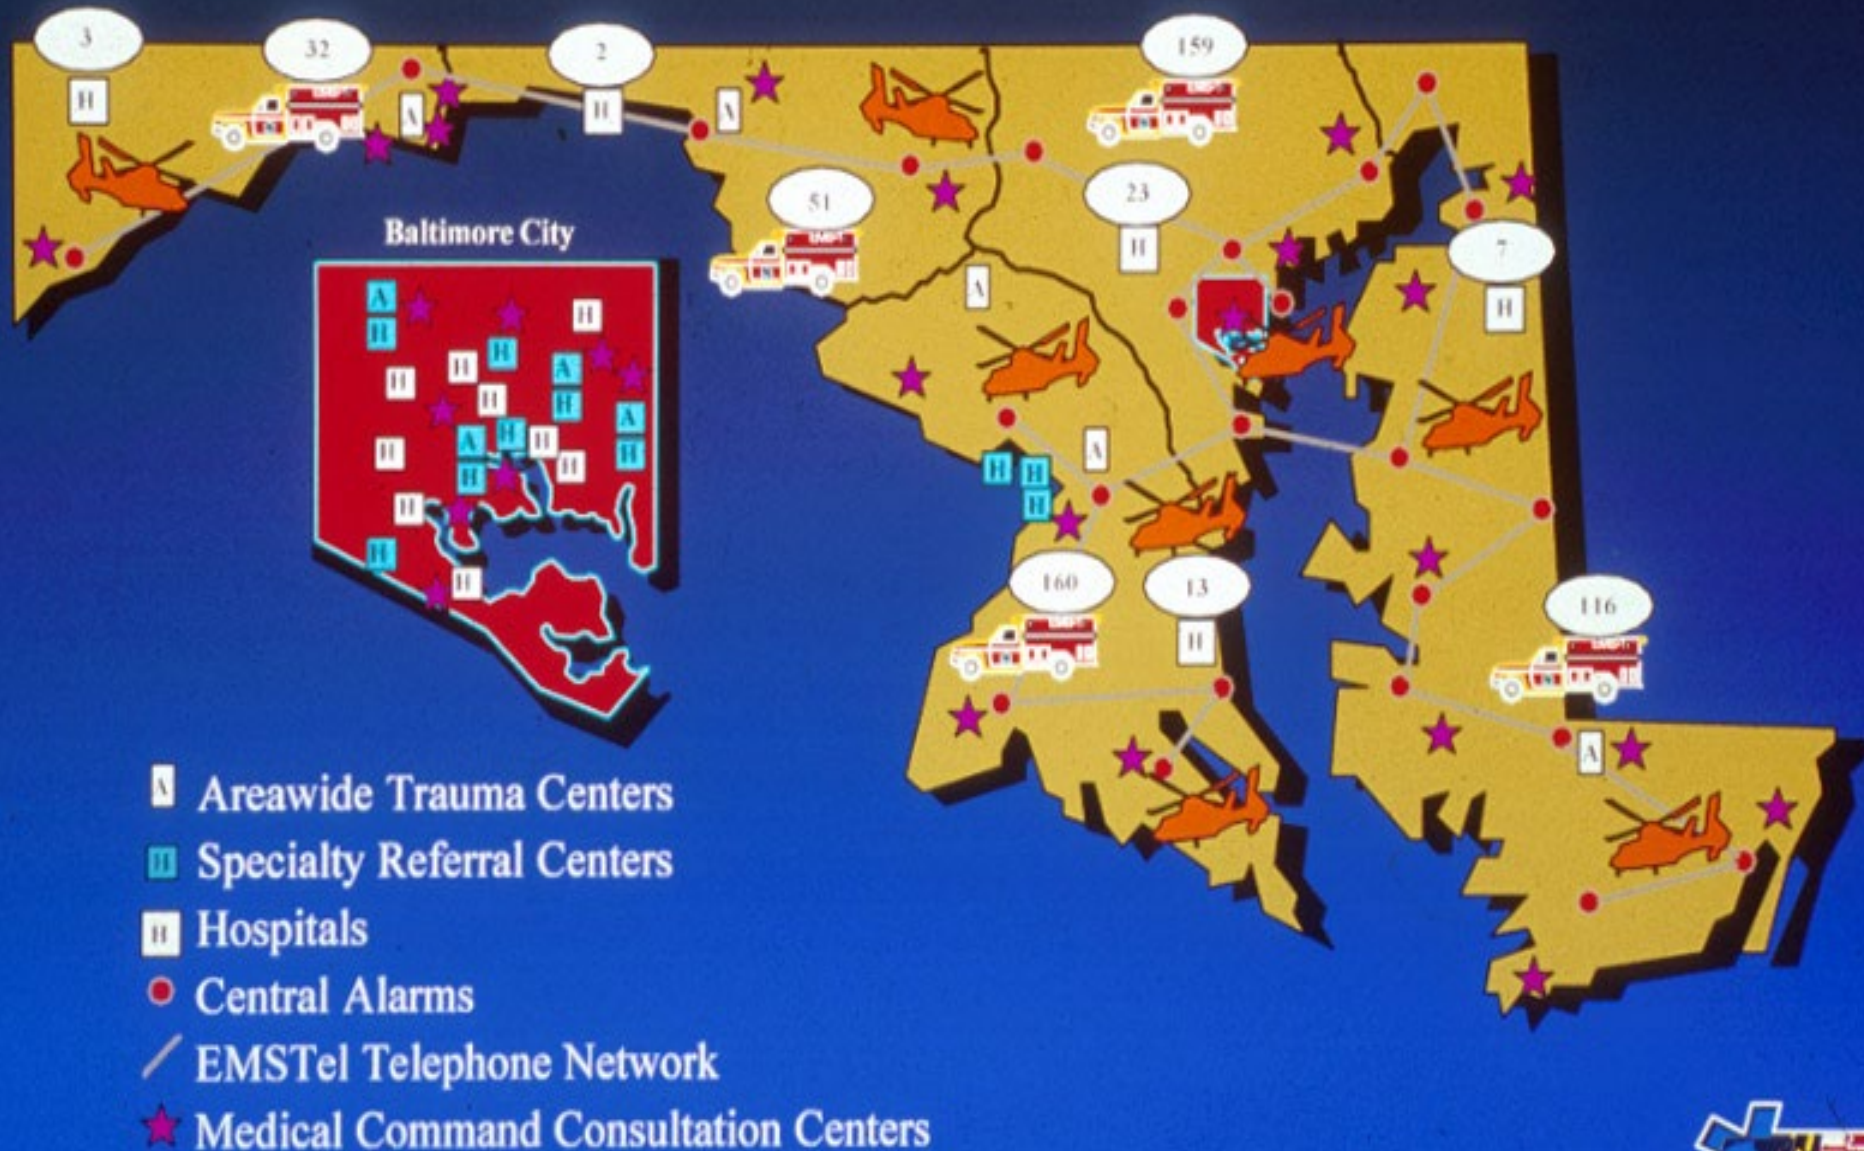 3
32
2
159
H
A
H
A
51
23
H
7
H
A
Baltimore City
A
H
H
H
A
H
H
H
H
A
H
A
H
A
H
H
H
H
H
H
H
H
A
H
H
H
160
13
H
116
A
A Areawide Trauma Centers
H Specialty Referral Centers
H Hospitals
Central Alarms
EMSTel Telephone Network
Medical Command Consultation Centers